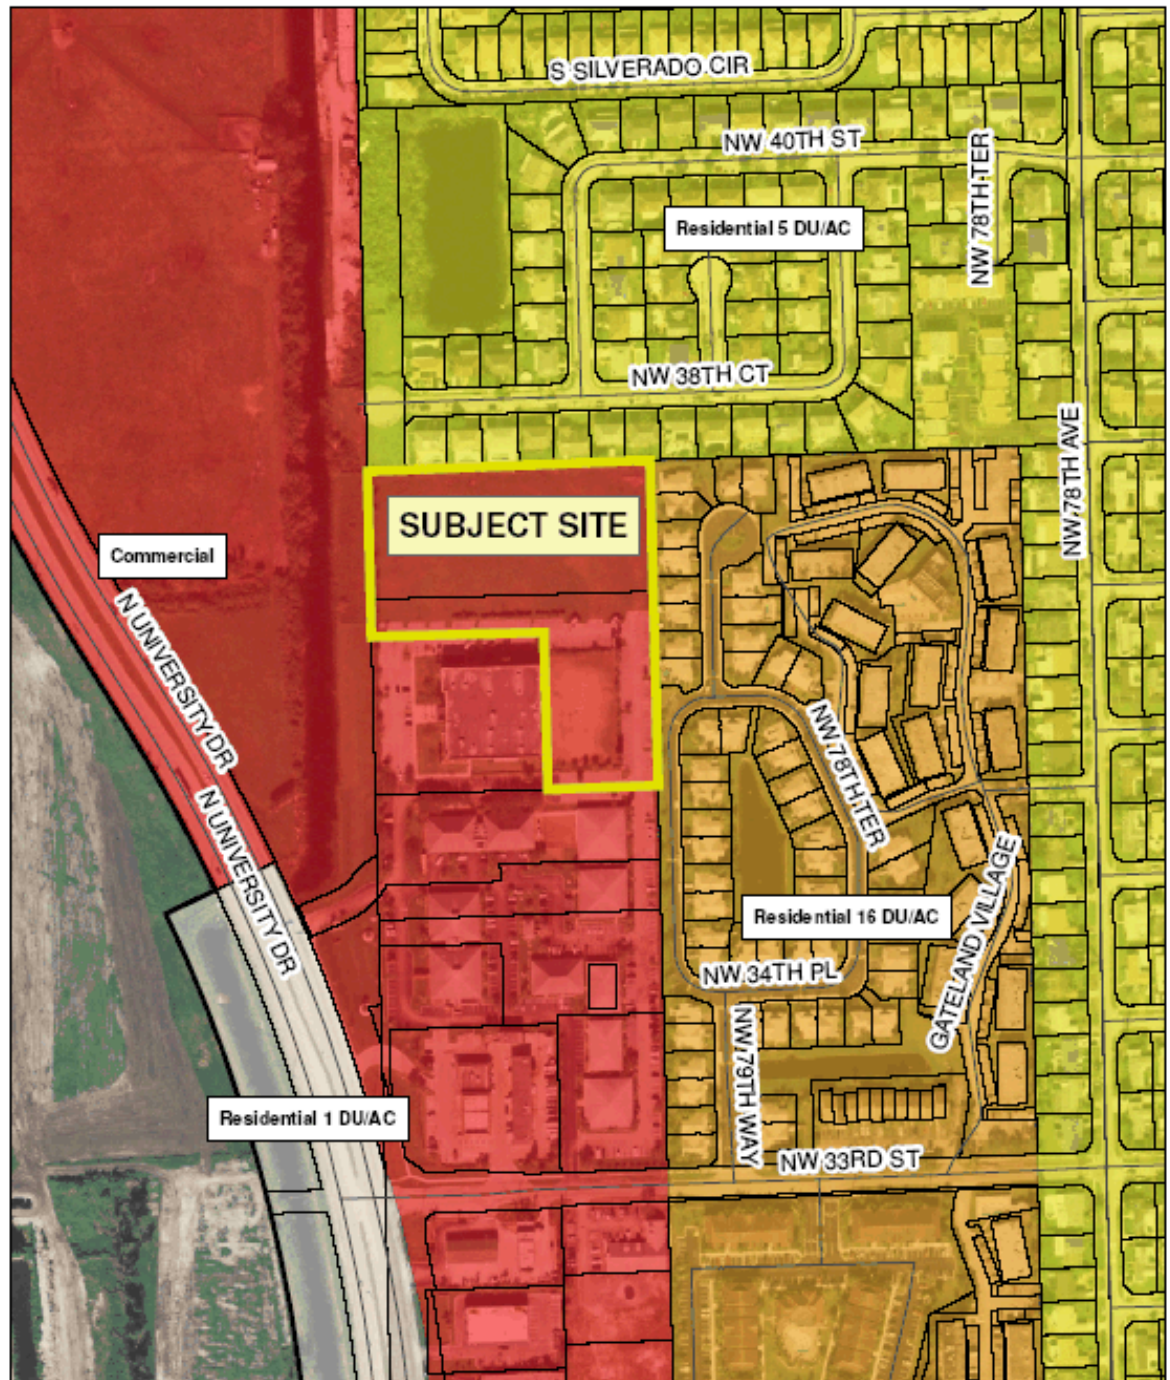 S SILVERADO CIR
NW 40TH ST
NW 78TH TER
Residential 5 DU/AC
NW 38TH CT
NW 78TH AVE
SUBJECT SITE
Commercial
N UNIVERSITY DR
NW 78TH TER
N UNIVERSITY DR
GATELAND VILLAGE
Residential 16 DU/AC
NW 34TH PL
NW 79TH WAY
Residential 1 DU/AC
NW 33RD ST